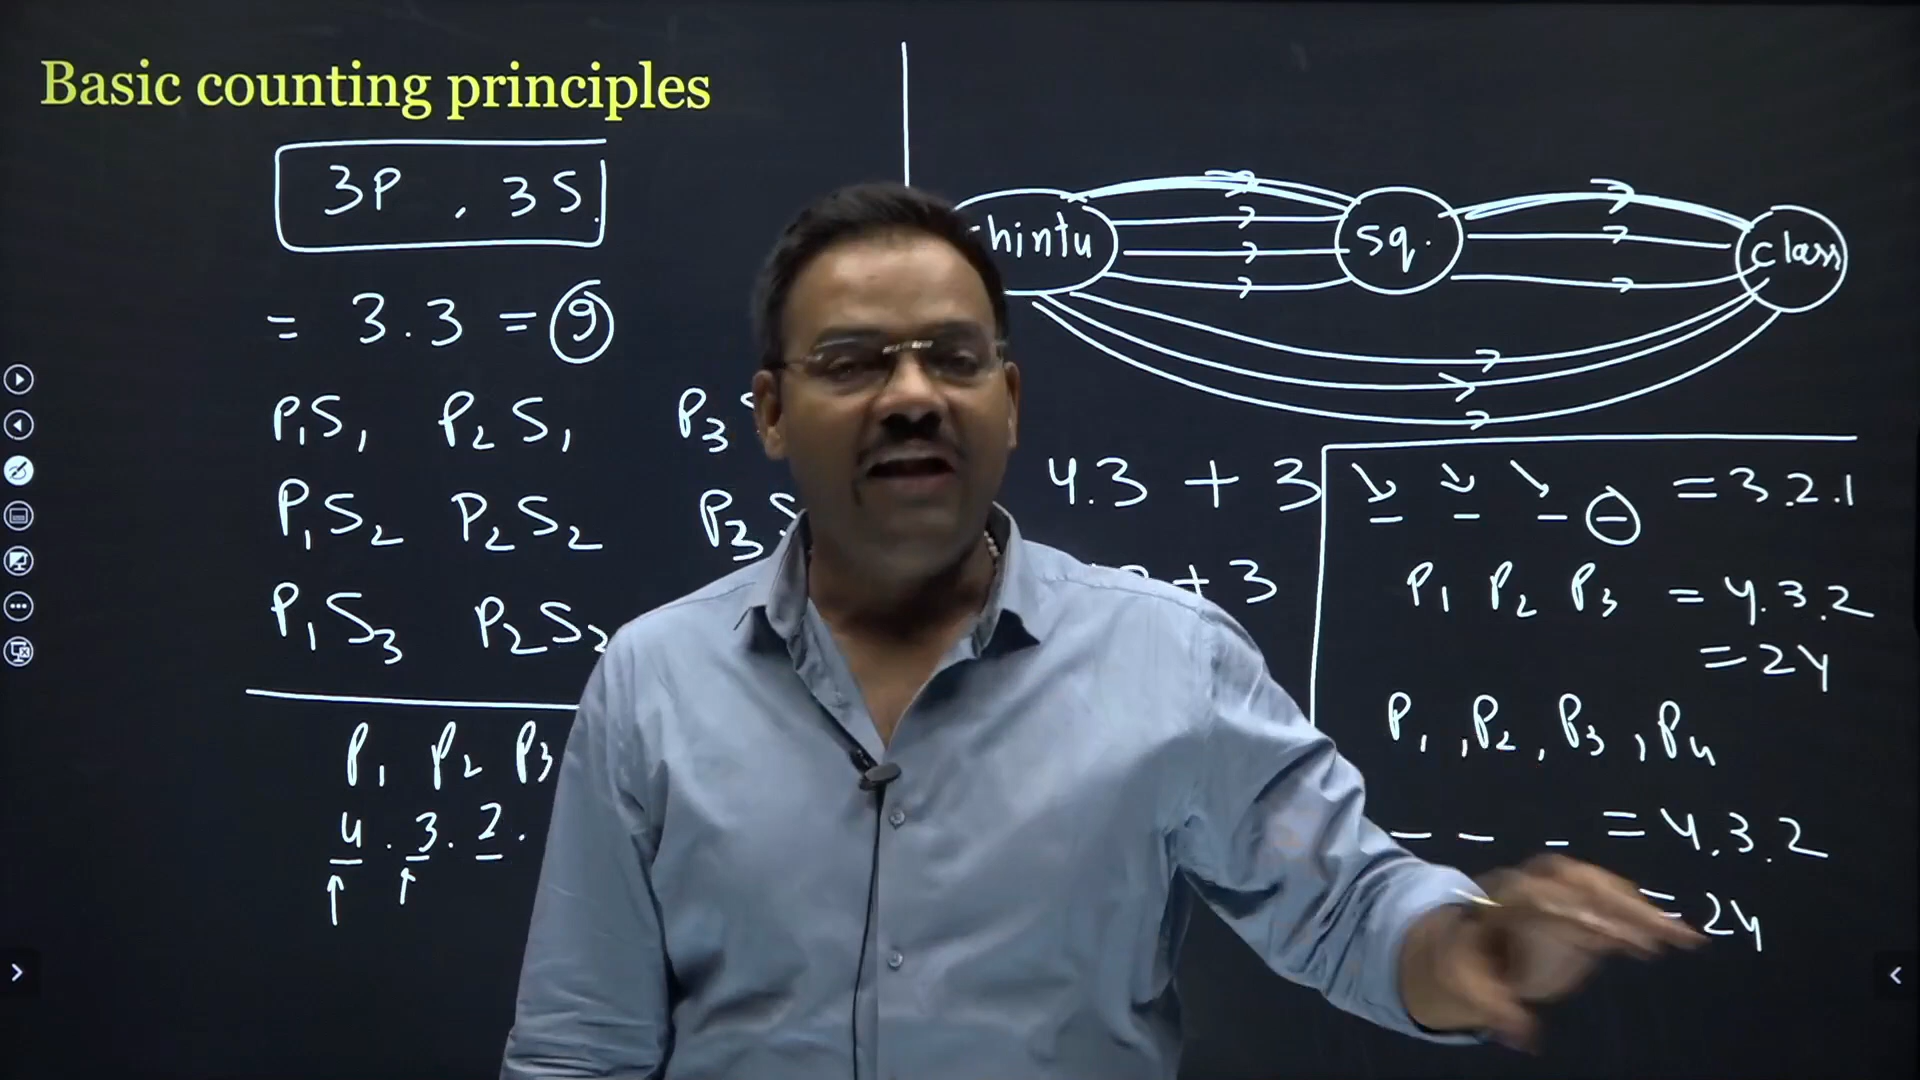 Basic counting principles
3P , 3S.
= 3.3 = 9
P1S1 P2S1 P3
P1S2 P2S2 P3S
P1S3 P2S3
P1 P2 P3
4 . 3 . 2 .
hintu Sq. class
4.3 + 3
+ 3
= 3.2.1
P1 P2 P3 = 4.3.2
= 24
P1 , P2 , P3 , P4
_ _ _ = 4.3.2
= 24